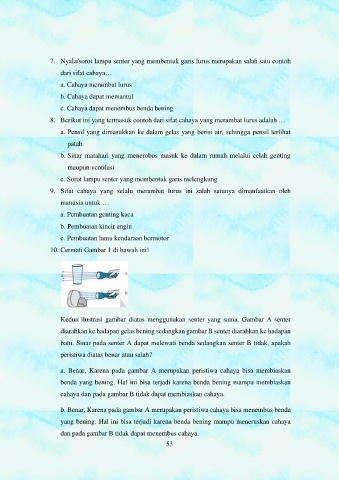 7. Nyala/sorot lampu senter yang membentuk garis lurus merupakan salah satu contoh
dari sifat cahaya…
a. Cahaya merambat lurus
b. Cahaya dapat memantul
c. Cahaya dapat menembus benda bening
8. Berikut ini yang termasuk contoh dari sifat cahaya yang merambat lurus adalah …
a. Pensil yang dimasukkan ke dalam gelas yang berisi air, sehingga pensil terlihat
patah
b. Sinar matahari yang menerobos masuk ke dalam rumah melalui celah genting
maupun ventilasi
c. Sorot lampu senter yang membentuk garis melengkung
9. Sifat cahaya yang selalu merambat lurus ini salah satunya dimanfaatkan oleh
manusia untuk …
a. Pembuatan genting kaca
b. Pembuatan kincir angin
c. Pembuatan lamu kendaraan bermotor
10. Cermati Gambar 1 di bawah ini!
Kedua ilustrasi gambar diatas menggunakan senter yang sama. Gambar A senter
diarahkan ke hadapan gelas bening sedangkan gambar B senter diarahkan ke hadapan
batu. Sinar pada senter A dapat melewati benda sedangkan senter B tidak, apakah
peristiwa diatas benar atau salah?
a. Benar, Karena pada gambar A merupakan peristiwa cahaya bisa membiaskan
benda yang bening. Hal ini bisa terjadi karena benda bening mampu membiaskan
cahaya dan pada gambar B tidak dapat membiaskan cahaya.
b. Benar, Karena pada gambar A merupakan peristiwa cahaya bisa menembus benda
yang bening. Hal ini bisa terjadi karena benda bening mampu meneruskan cahaya
dan pada gambar B tidak dapat menembus cahaya.
53